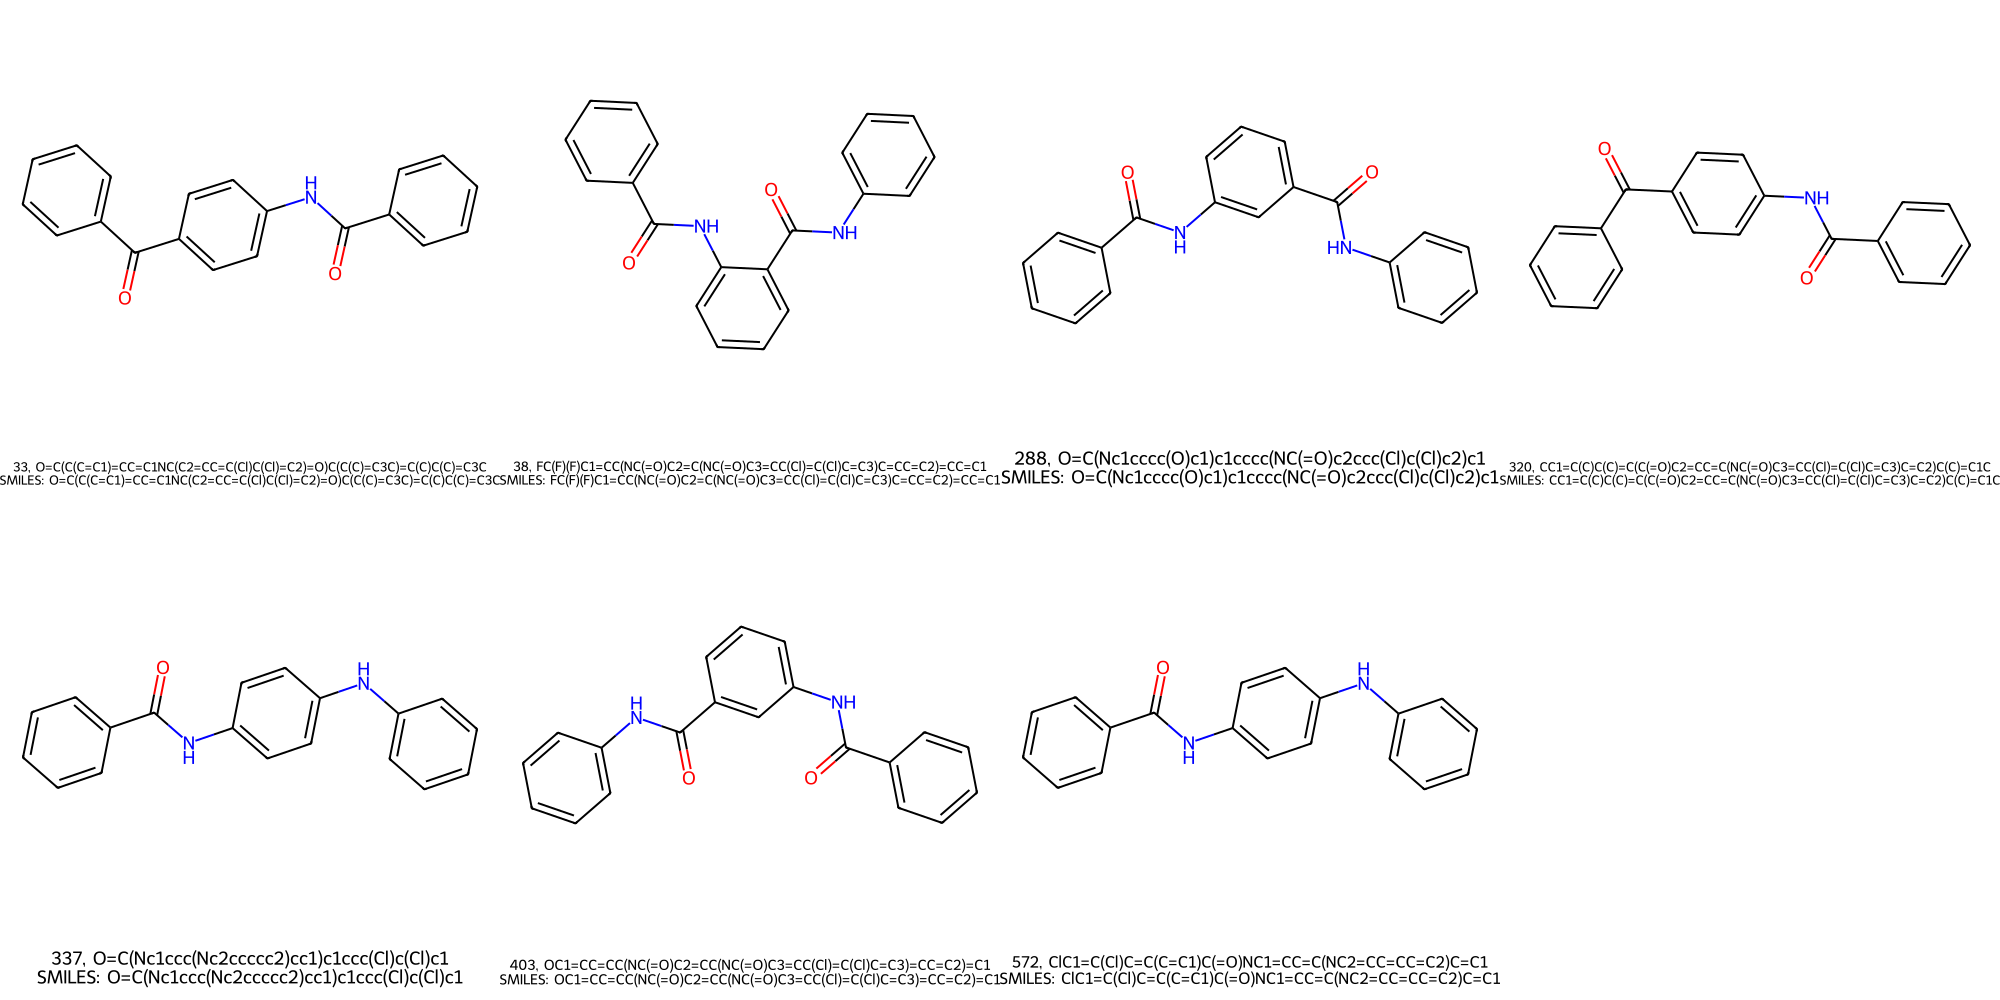 H
N
O
O
O
NH
O
NH
O
N
H
O
HN
O
NH
O
33, O=C(C(C=C1)=CC=C1NC(C2=CC=C(Cl)C(Cl)=C2)=O)C(C(C)=C3C)=C(C)C(C)=C3C
SMILES: O=C(C(C=C1)=CC=C1NC(C2=CC=C(Cl)C(Cl)=C2)=O)C(C(C)=C3C)=C(C)C(C)=C3C
38, FC(F)(F)C1=CC(NC(=O)C2=C(NC(=O)C3=CC(Cl)=C(Cl)C=C3)C=CC=C2)=CC=C1
SMILES: FC(F)(F)C1=CC(NC(=O)C2=C(NC(=O)C3=CC(Cl)=C(Cl)C=C3)C=CC=C2)=CC=C1
288, O=C(Nc1cccc(O)c1)c1cccc(NC(=O)c2ccc(Cl)c(Cl)c2)c1
SMILES: O=C(Nc1cccc(O)c1)c1cccc(NC(=O)c2ccc(Cl)c(Cl)c2)c1
320, CC1=C(C)C(C)=C(C(=O)C2=CC=C(NC(=O)C3=CC(Cl)=C(Cl)C=C3)C=C2)C(C)=C1C
SMILES: CC1=C(C)C(C)=C(C(=O)C2=CC=C(NC(=O)C3=CC(Cl)=C(Cl)C=C3)C=C2)C(C)=C1C
O
N
H
H
N
H
N
O
NH
O
O
N
H
H
N
337, O=C(Nc1ccc(Nc2ccccc2)cc1)c1ccc(Cl)c(Cl)c1
SMILES: O=C(Nc1ccc(Nc2ccccc2)cc1)c1ccc(Cl)c(Cl)c1
403, OC1=CC=CC(NC(=O)C2=CC(NC(=O)C3=CC(Cl)=C(Cl)C=C3)=CC=C2)=C1
SMILES: OC1=CC=CC(NC(=O)C2=CC(NC(=O)C3=CC(Cl)=C(Cl)C=C3)=CC=C2)=C1
572, ClC1=C(Cl)C=C(C=C1)C(=O)NC1=CC=C(NC2=CC=CC=C2)C=C1
SMILES: ClC1=C(Cl)C=C(C=C1)C(=O)NC1=CC=C(NC2=CC=CC=C2)C=C1